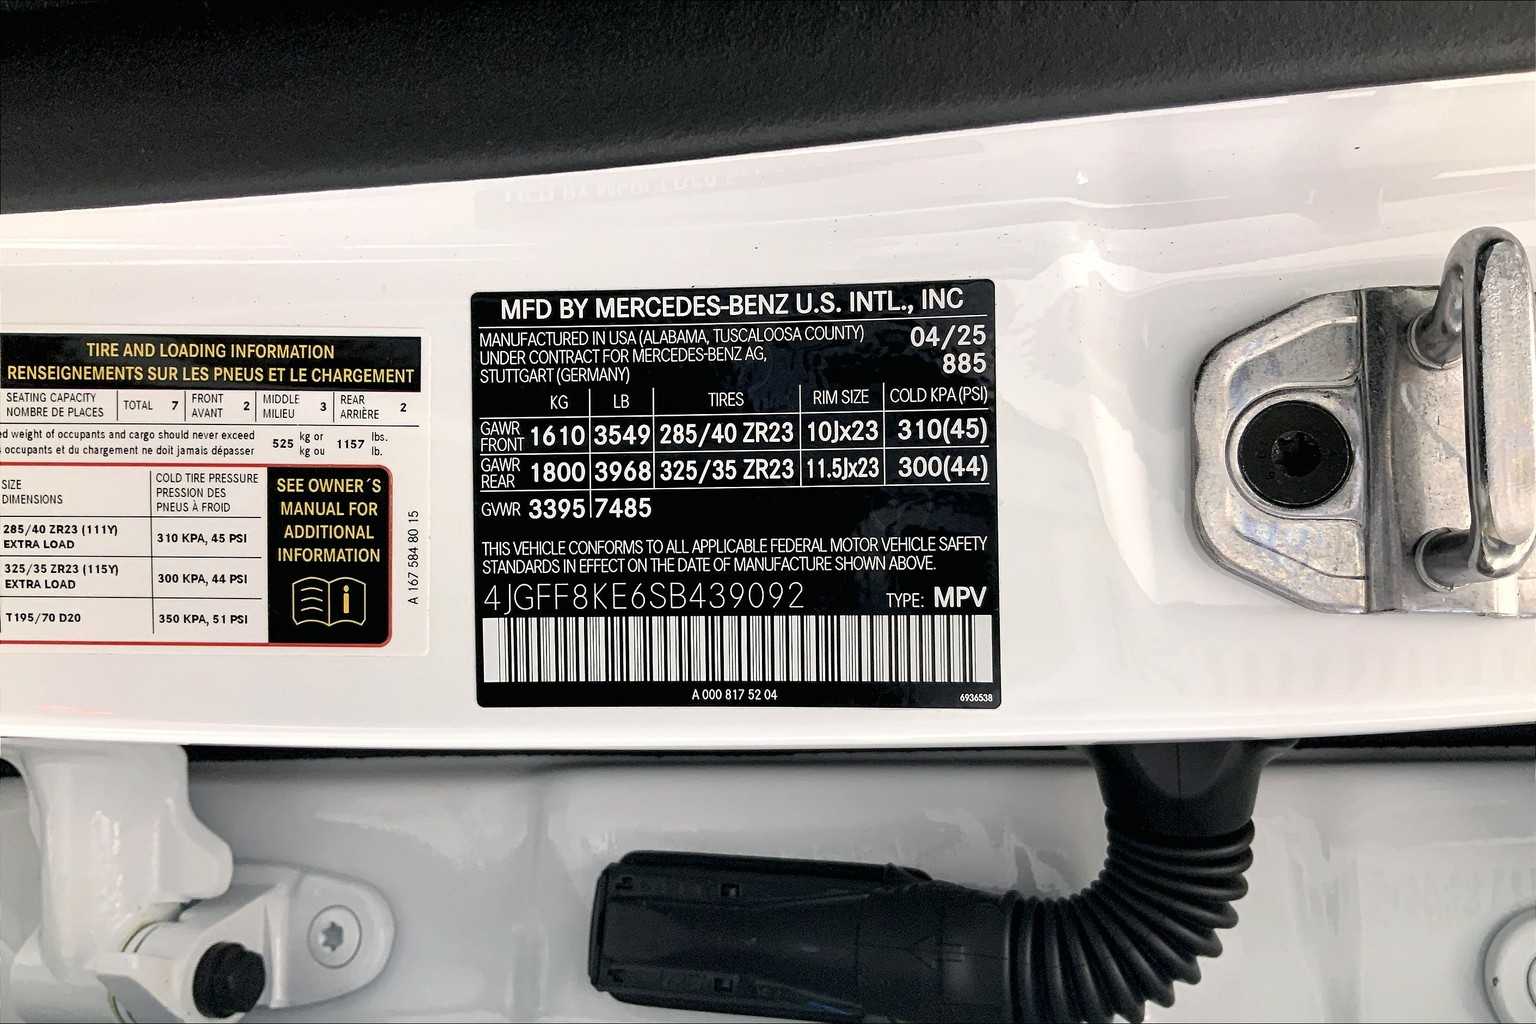 TIRE AND LOADING INFORMATION
RENSEIGNEMENTS SUR LES PNEUS ET LE CHARGEMENT
SEATING CAPACITY
NOMBRE DE PLACES
TOTAL 7
FRONT
AVANT 2
MIDDLE
MILIEU 3
REAR
ARRIÈRE 2
weight of occupants and cargo should never exceed
occupants et du chargement ne doit jamais dépasser
525 kg or
kg ou
1157 lbs.
lb.
SIZE
DIMENSIONS
COLD TIRE PRESSURE
PRESSION DES
PNEUS À FROID
285/40 ZR23 (111Y)
EXTRA LOAD
310 KPA, 45 PSI
325/35 ZR23 (115Y)
EXTRA LOAD
300 KPA, 44 PSI
T195/70 D20
350 KPA, 51 PSI
SEE OWNER´S
MANUAL FOR
ADDITIONAL
INFORMATION
i
A 167 584 80 15
MFD BY MERCEDES-BENZ U.S. INTL., INC
MANUFACTURED IN USA (ALABAMA, TUSCALOOSA COUNTY)
UNDER CONTRACT FOR MERCEDES-BENZ AG,
STUTTGART (GERMANY)
04/25
885
KG LB TIRES RIM SIZE COLD KPA (PSI)
GAWR
FRONT 1610 3549 285/40 ZR23 10Jx23 310(45)
GAWR
REAR 1800 3968 325/35 ZR23 11.5Jx23 300(44)
GVWR 3395 7485
THIS VEHICLE CONFORMS TO ALL APPLICABLE FEDERAL MOTOR VEHICLE SAFETY
STANDARDS IN EFFECT ON THE DATE OF MANUFACTURE SHOWN ABOVE.
4JGFF8KE6SB439092 TYPE: MPV
A 000 817 52 04
6936538